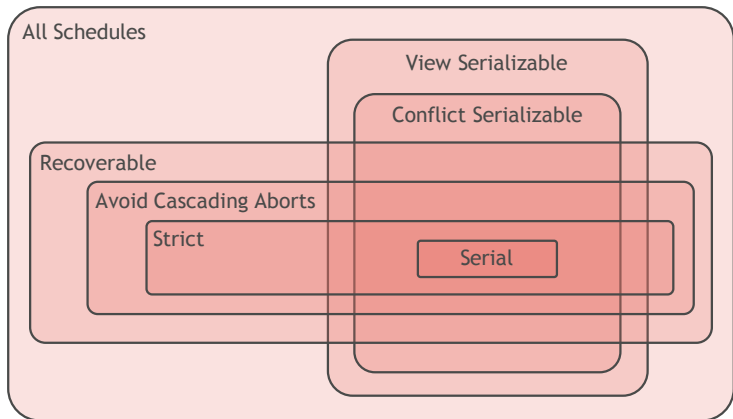 All Schedules
View Serializable
Conflict Serializable
Recoverable
Avoid Cascading Aborts
Strict
Serial